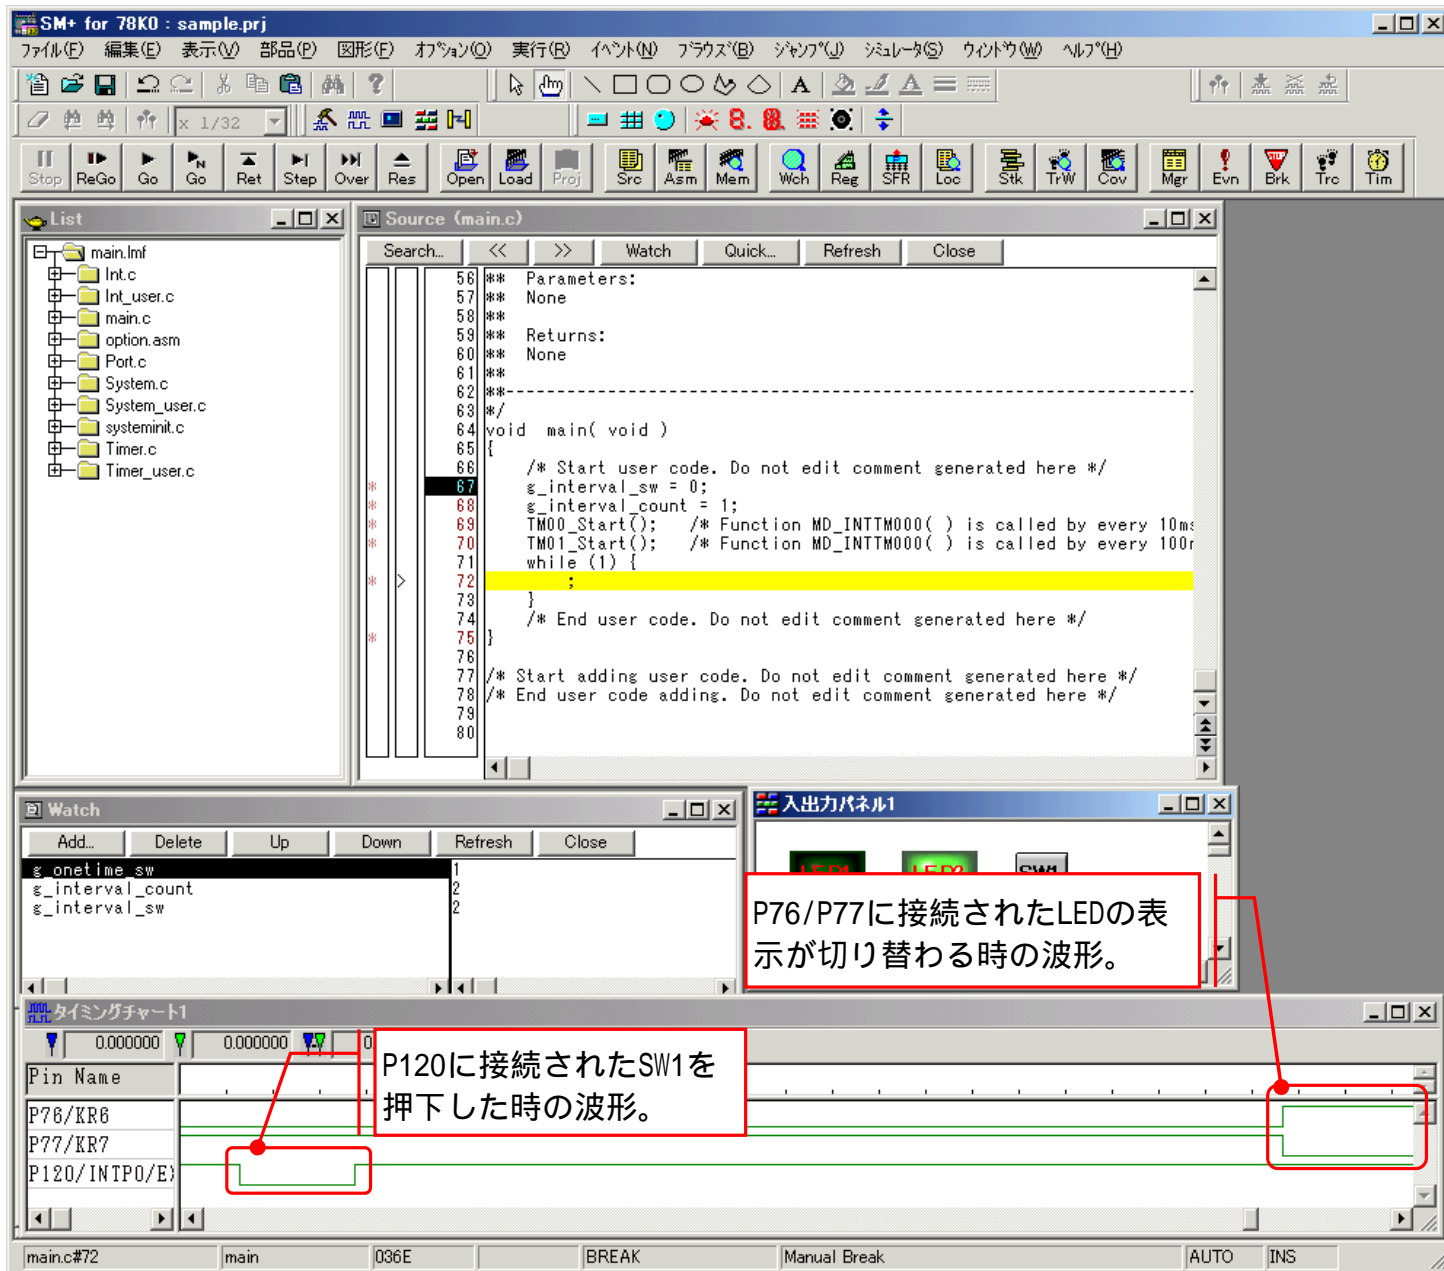 SM+ for 78K0 : sample.prj
ファイル(F) 編集(E) 表示(V) 部品(P) 図形(F) オプション(O) 実行(R) イベント(N) ブラウズ(B) ジャンプ(J) シミュレータ(S) ウィンドウ(W) ヘルプ(H)
x 1/32
Stop ReGo Go Go Ret Step Over Res Open Load Proj Src Asm Mem Wch Reg SFR Loc Stk TrW Cov Mgr Evn Brk Trc Tim
List
main.lmf
Int.c
Int_user.c
main.c
option.asm
Port.c
System.c
System_user.c
systeminit.c
Timer.c
Timer_user.c
Source (main.c)
Search... << >> Watch Quick... Refresh Close
56 ** Parameters:
57 ** None
58 **
59 ** Returns:
60 ** None
61 **
62 **-----------------------------------------------------------------------
63 */
64 void main( void )
65 {
66 /* Start user code. Do not edit comment generated here */
* 67 g_interval_sw = 0;
* 68 g_interval_count = 1;
* 69 TM00_Start(); /* Function MD_INTTM000( ) is called by every 10ms
* 70 TM01_Start(); /* Function MD_INTTM000( ) is called by every 100
71 while (1) {
* > 72 ;
73 }
74 /* End user code. Do not edit comment generated here */
* 75 }
76
77 /* Start adding user code. Do not edit comment generated here */
78 /* End user code adding. Do not edit comment generated here */
79
80
Watch
Add... Delete Up Down Refresh Close
g_onetime_sw 1
g_interval_count 2
g_interval_sw 2
入出力パネル1
P76/P77に接続されたLEDの表
示が切り替わる時の波形。
タイミングチャート1
0.000000 0.000000 0
P120に接続されたSW1を
押下した時の波形。
Pin Name
P76/KR6
P77/KR7
P120/INTP0/E
main.c#72 main 036E BREAK Manual Break AUTO INS